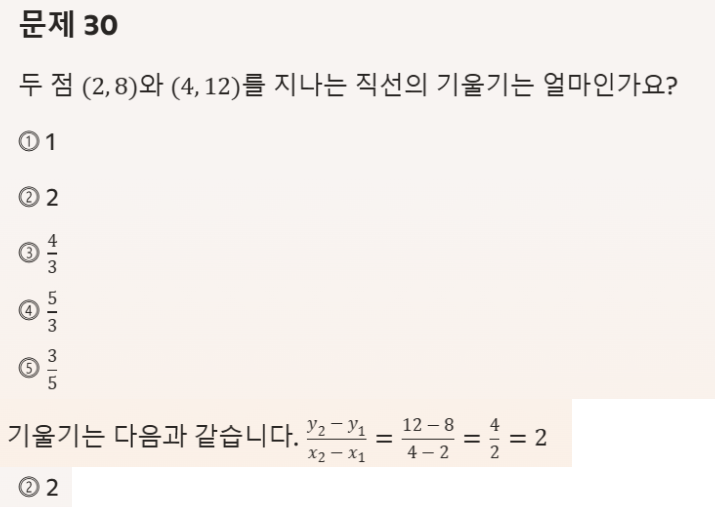 문제 30
두 점 (2, 8)와 (4, 12)를 지나는 직선의 기울기는 얼마인가요?
① 1
② 2
③ 4/3
④ 5/3
⑤ 3/5
기울기는 다음과 같습니다. (y₂ − y₁)/(x₂ − x₁) = (12 − 8)/(4 − 2) = 4/2 = 2
② 2